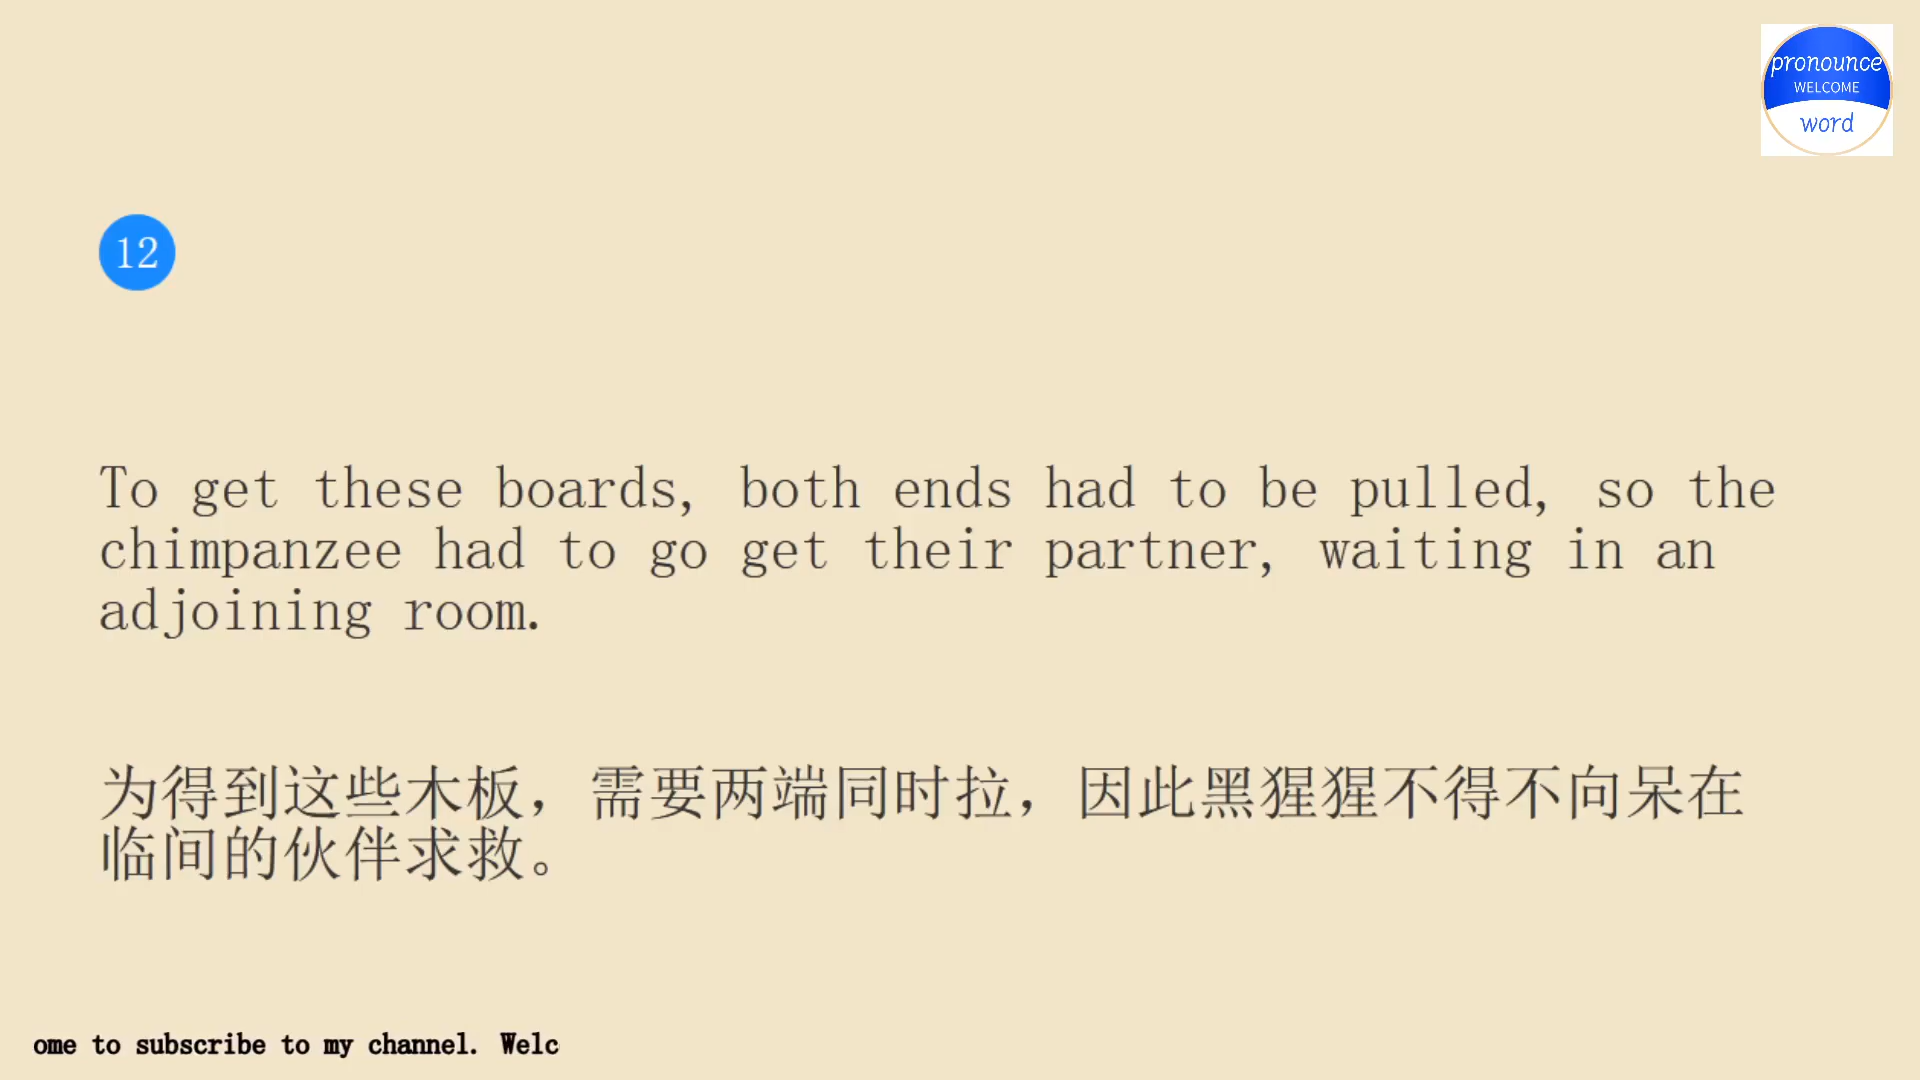 pronounce
WELCOME
word
12
To get these boards, both ends had to be pulled, so the
chimpanzee had to go get their partner, waiting in an
adjoining room.
为得到这些木板，需要两端同时拉，因此黑猩猩不得不向呆在
临间的伙伴求救。
ome to subscribe to my channel. Welc